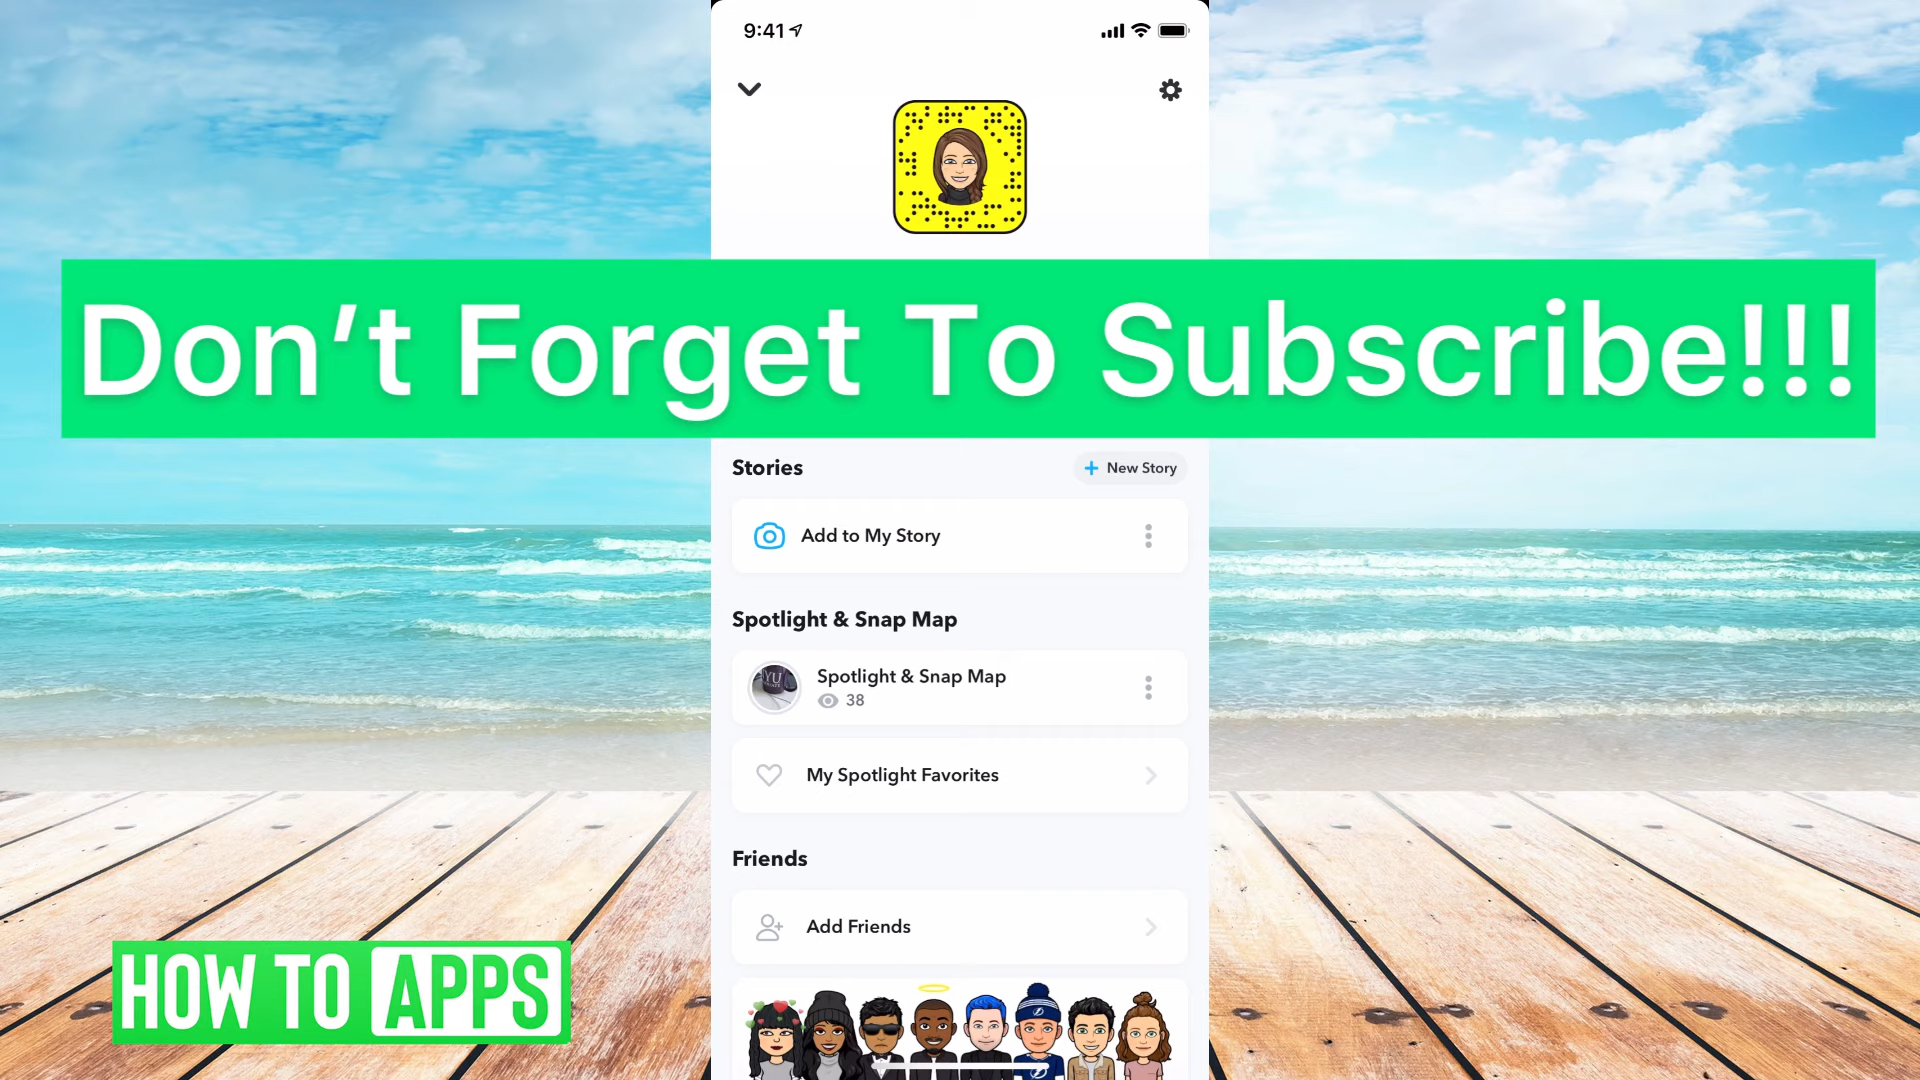 9:41
Don't Forget To Subscribe!!!
Stories
+ New Story
Add to My Story
Spotlight & Snap Map
Spotlight & Snap Map
38
My Spotlight Favorites
Friends
Add Friends
HOW TO APPS